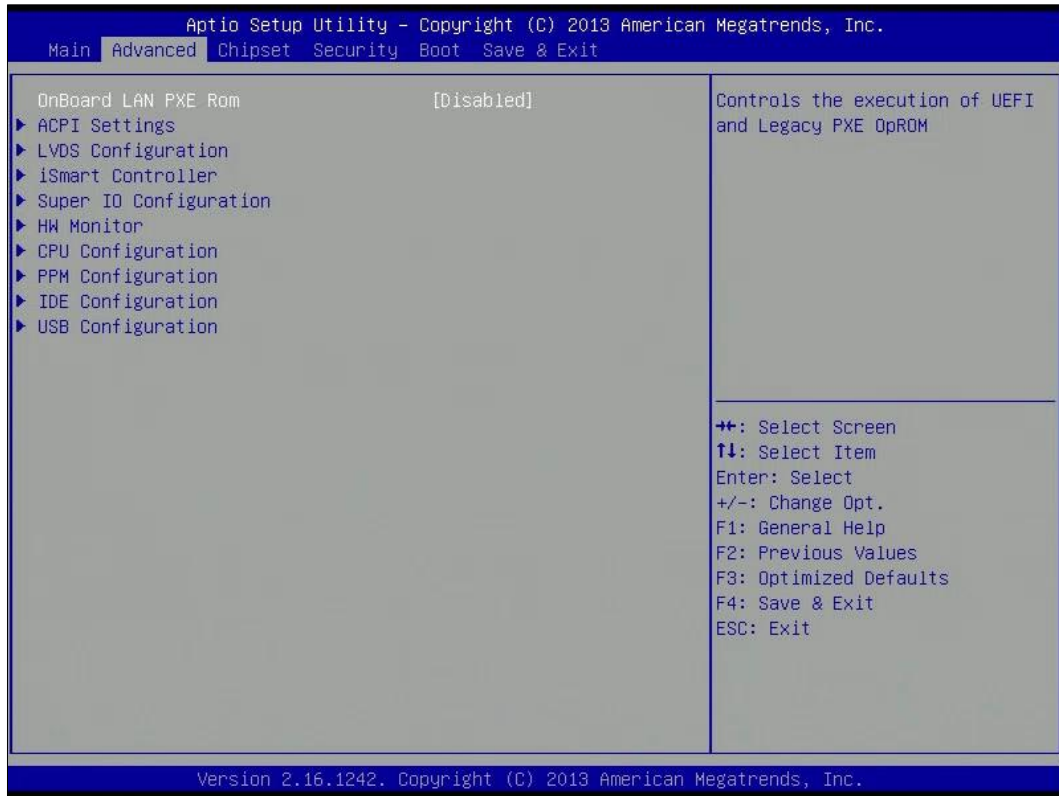 Aptio Setup Utility – Copyright (C) 2013 American Megatrends, Inc.
Main Advanced Chipset Security Boot Save & Exit
OnBoard LAN PXE Rom [Disabled]
ACPI Settings
LVDS Configuration
iSmart Controller
Super IO Configuration
HW Monitor
CPU Configuration
PPM Configuration
IDE Configuration
USB Configuration
Controls the execution of UEFI
and Legacy PXE OpROM
→←: Select Screen
↑↓: Select Item
Enter: Select
+/-: Change Opt.
F1: General Help
F2: Previous Values
F3: Optimized Defaults
F4: Save & Exit
ESC: Exit
Version 2.16.1242. Copyright (C) 2013 American Megatrends, Inc.